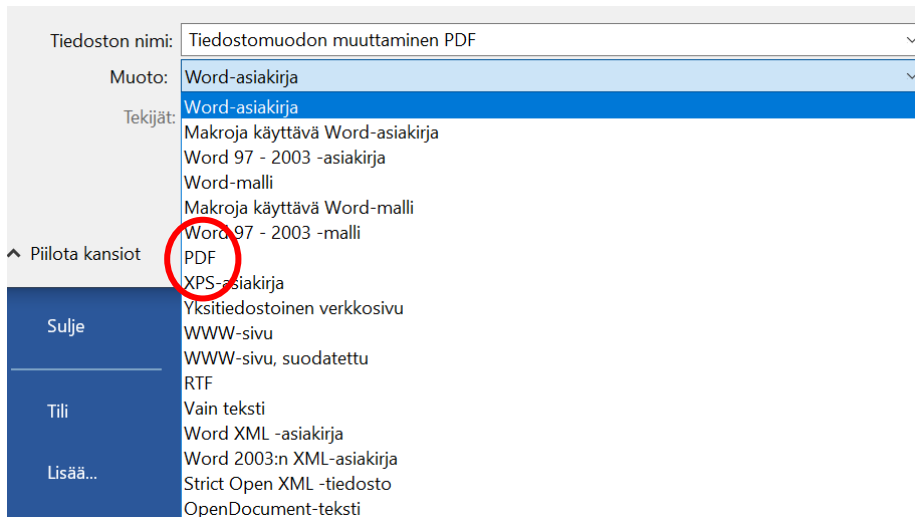 Tiedoston nimi: Tiedostomuodon muuttaminen PDF
Muoto: Word-asiakirja
Tekijät:
Word-asiakirja
Makroja käyttävä Word-asiakirja
Word 97 - 2003 -asiakirja
Word-malli
Makroja käyttävä Word-malli
Word 97 - 2003 -malli
Piilota kansiot
PDF
XPS-asiakirja
Yksitiedostoinen verkkosivu
Sulje
WWW-sivu
WWW-sivu, suodatettu
RTF
Tili
Vain teksti
Word XML -asiakirja
Word 2003:n XML-asiakirja
Lisää...
Strict Open XML -tiedosto
OpenDocument-teksti